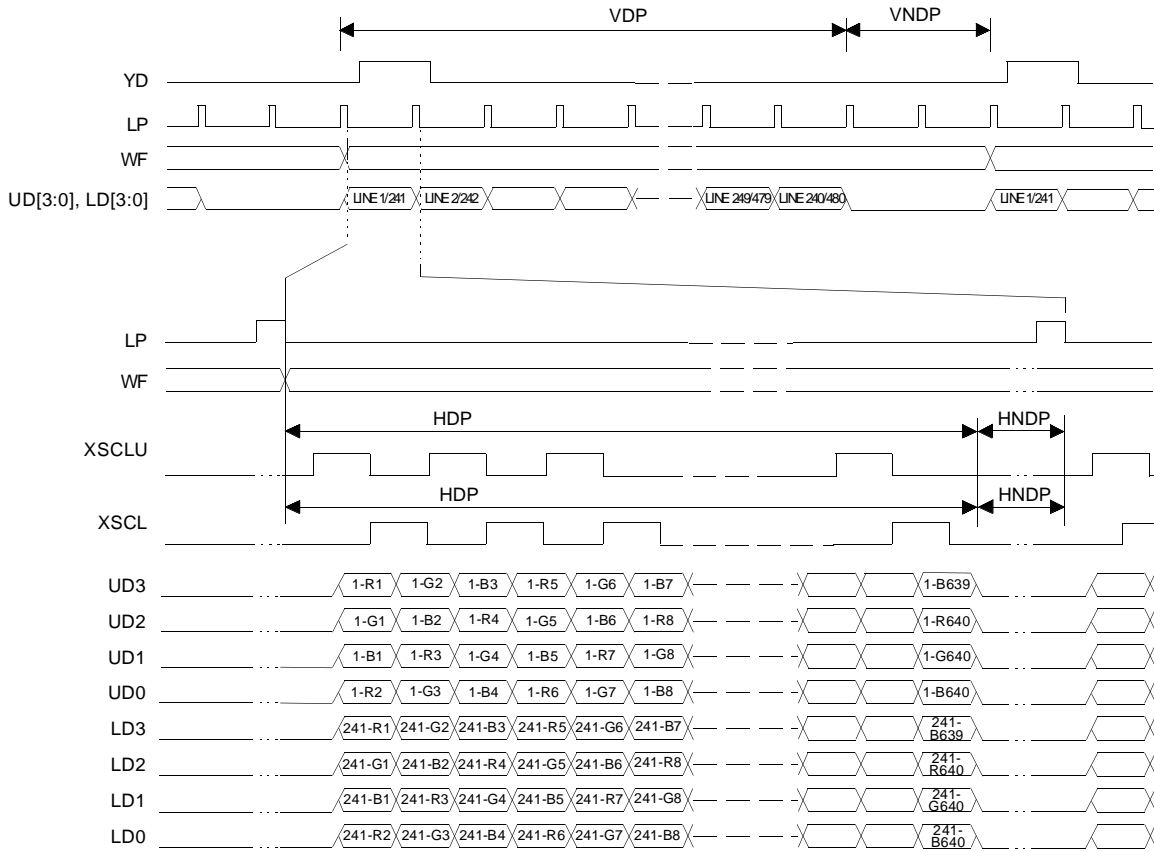 VDP VNDP
YD
LP
WF
UD[3:0], LD[3:0] LINE 1/241 LINE 2/242 LINE 249/479 LINE 240/480 LINE 1/241
LP
WF
HDP HNDP
XSCLU
HDP HNDP
XSCL
UD3 1-R1 1-G2 1-B3 1-R5 1-G6 1-B7 1-B639
UD2 1-G1 1-B2 1-R4 1-G5 1-B6 1-R8 1-R640
UD1 1-B1 1-R3 1-G4 1-B5 1-R7 1-G8 1-G640
UD0 1-R2 1-G3 1-B4 1-R6 1-G7 1-B8 1-B640
LD3 241-R1 241-G2 241-B3 241-R5 241-G6 241-B7 241-B639
LD2 241-G1 241-B2 241-R4 241-G5 241-B6 241-R8 241-R640
LD1 241-B1 241-R3 241-G4 241-B5 241-R7 241-G8 241-G640
LD0 241-R2 241-G3 241-B4 241-R6 241-G7 241-B8 241-B640